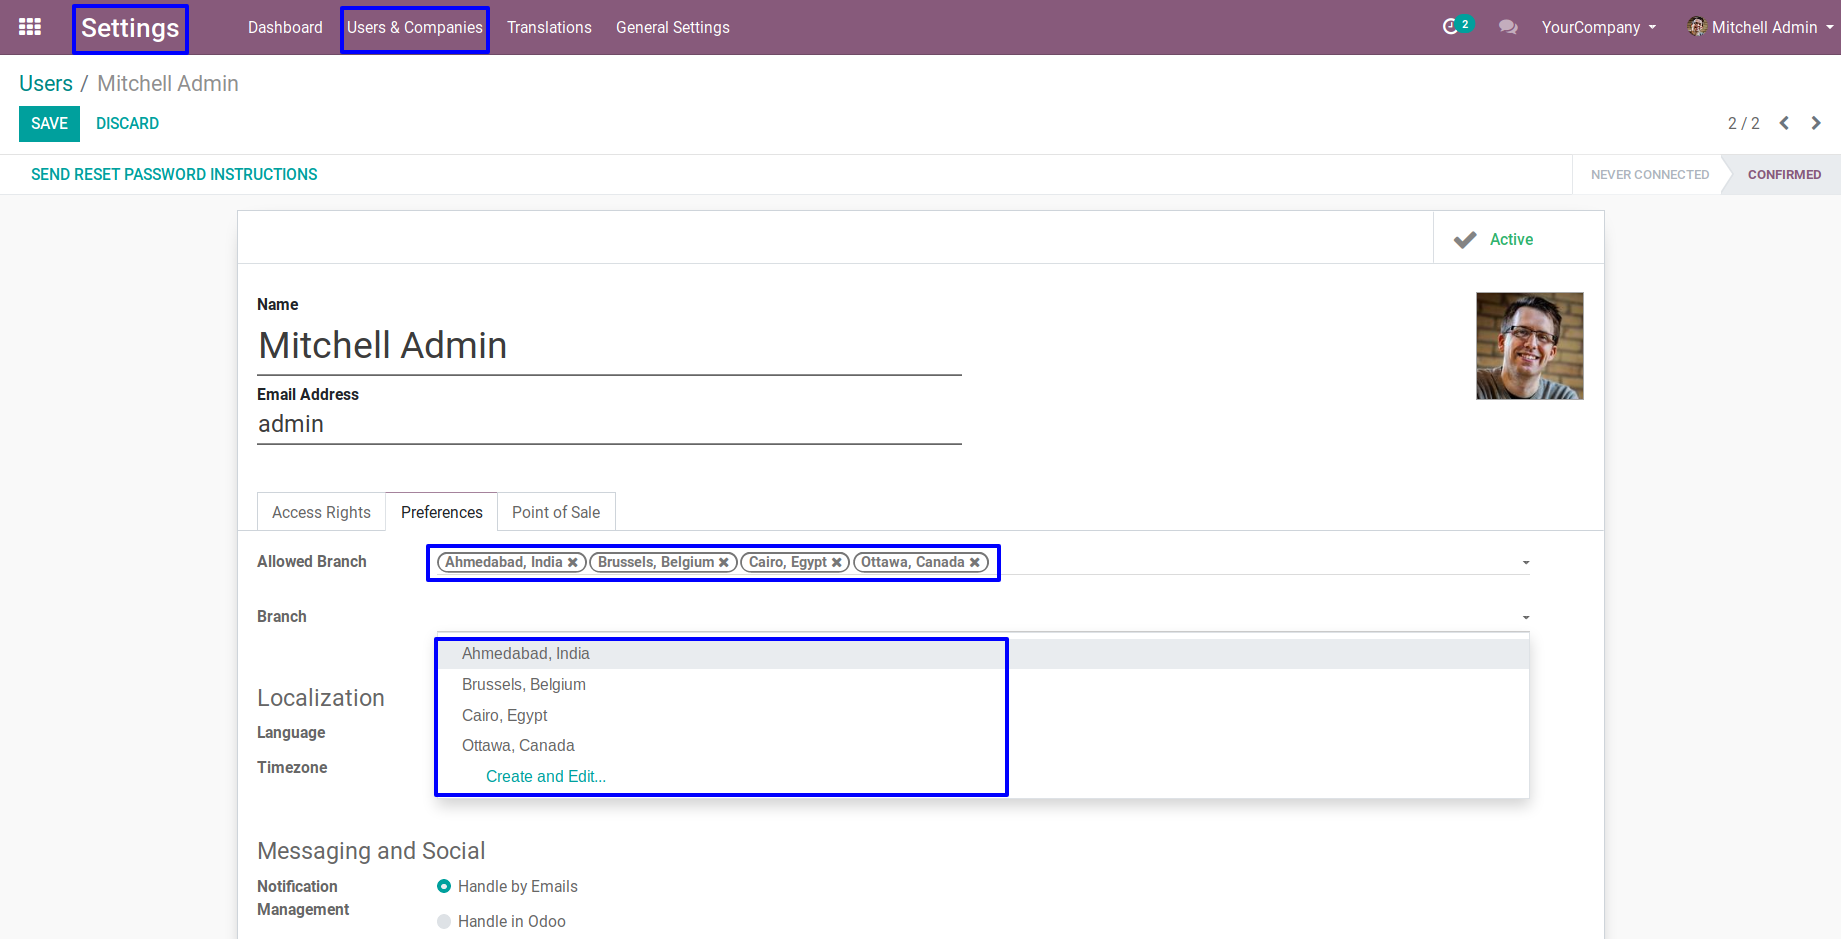 Settings Dashboard Users & Companies Translations General Settings 2 YourCompany Mitchell Admin
Users / Mitchell Admin
SAVE DISCARD 2 / 2
SEND RESET PASSWORD INSTRUCTIONS NEVER CONNECTED CONFIRMED
Active
Name
Mitchell Admin
Email Address
admin
Access Rights Preferences Point of Sale
Allowed Branch Ahmedabad, India ✖ Brussels, Belgium ✖ Cairo, Egypt ✖ Ottawa, Canada ✖
Branch
Ahmedabad, India
Brussels, Belgium
Localization
Cairo, Egypt
Language
Ottawa, Canada
Timezone
Create and Edit...
Messaging and Social
Notification Handle by Emails
Management
Handle in Odoo